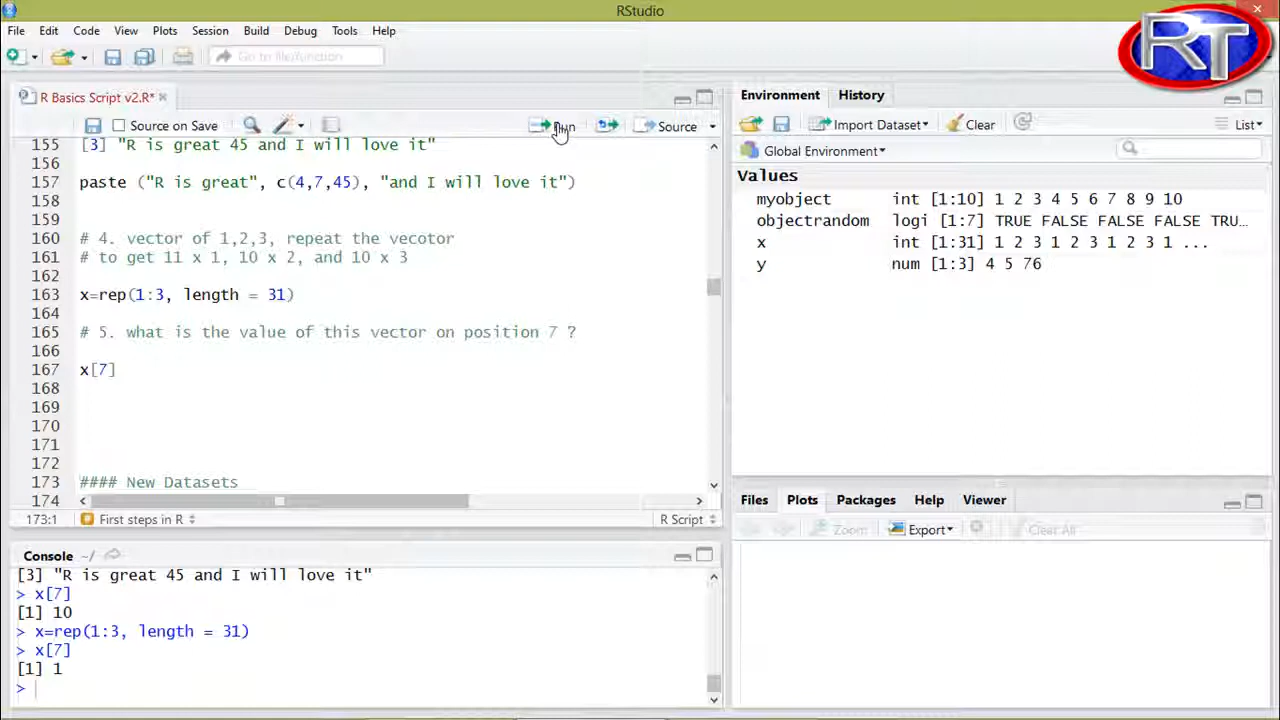 RStudio
RT
File Edit Code View Plots Session Build Debug Tools Help
Go to file/function
R Basics Script v2.R*
Source on Save
Run
Source
155 [3] "R is great 45 and I will love it"
156
157 paste ("R is great", c(4,7,45), "and I will love it")
158
159
160 # 4. vector of 1,2,3, repeat the vecotor
161 # to get 11 x 1, 10 x 2, and 10 x 3
162
163 x=rep(1:3, length = 31)
164
165 # 5. what is the value of this vector on position 7 ?
166
167 x[7]
168
169
170
171
172
173 #### New Datasets
174
173:1 First steps in R R Script
Console ~/
[3] "R is great 45 and I will love it"
> x[7]
[1] 10
> x=rep(1:3, length = 31)
> x[7]
[1] 1
>
Environment History
Import Dataset Clear List
Global Environment
Values
myobject int [1:10] 1 2 3 4 5 6 7 8 9 10
objectrandom logi [1:7] TRUE FALSE FALSE FALSE TRU…
x int [1:31] 1 2 3 1 2 3 1 2 3 1 ...
y num [1:3] 4 5 76
Files Plots Packages Help Viewer
Zoom Export Clear All